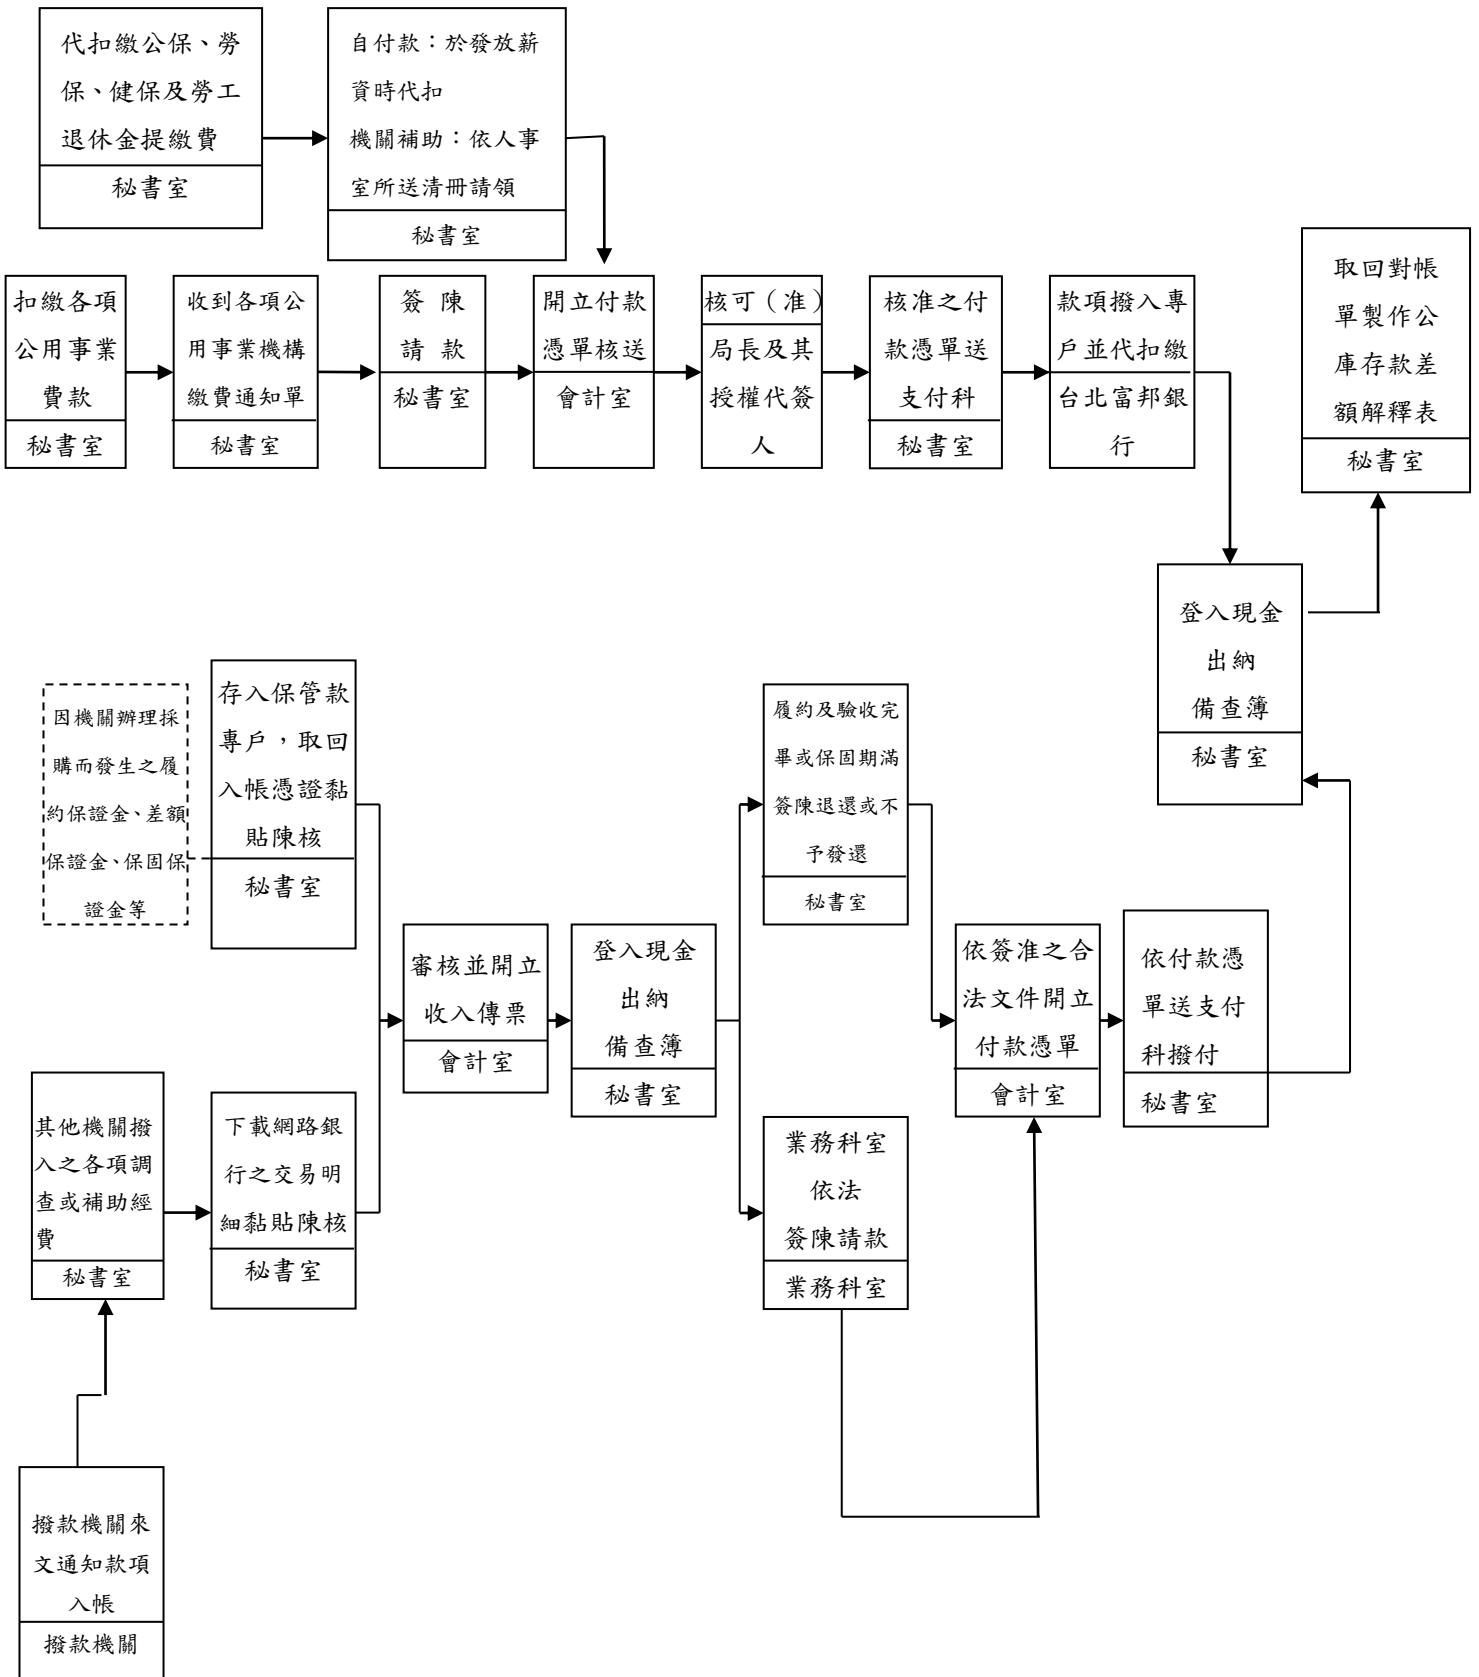 代扣繳公保、勞
保、健保及勞工
退休金提繳費
秘書室
自付款：於發放薪
資時代扣
機關補助：依人事
室所送清冊請領
秘書室
扣繳各項
公用事業
費款
秘書室
收到各項公
用事業機構
繳費通知單
秘書室
簽 陳
請 款
秘書室
開立付款
憑單核送
會計室
核可（准）
局長及其
授權代簽
人
核准之付
款憑單送
支付科
秘書室
款項撥入專
戶並代扣繳
台北富邦銀
行
取回對帳
單製作公
庫存款差
額解釋表
秘書室
登入現金
出納
備查簿
秘書室
因機關辦理採
購而發生之履
約保證金、差額
保證金、保固保
證金等
存入保管款
專戶，取回
入帳憑證黏
貼陳核
秘書室
審核並開立
收入傳票
會計室
登入現金
出納
備查簿
秘書室
履約及驗收完
畢或保固期滿
簽陳退還或不
予發還
秘書室
依簽准之合
法文件開立
付款憑單
會計室
依付款憑
單送支付
科撥付
秘書室
其他機關撥
入之各項調
查或補助經
費
秘書室
下載網路銀
行之交易明
細黏貼陳核
秘書室
業務科室
依法
簽陳請款
業務科室
撥款機關來
文通知款項
入帳
撥款機關